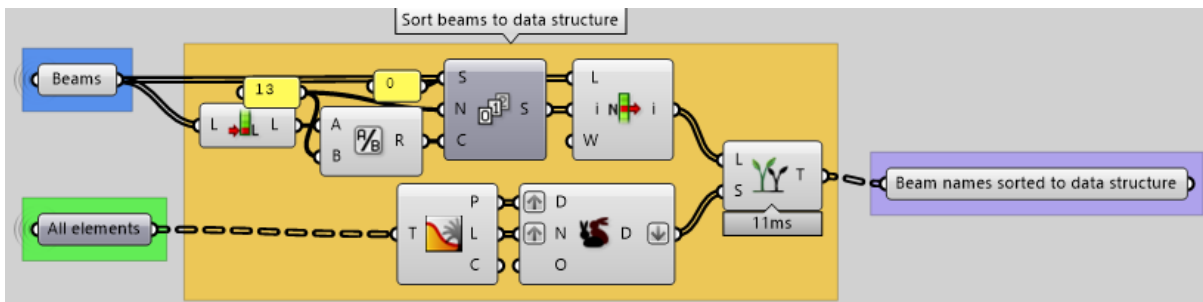 Sort beams to data structure
Beams
13
0
L L
A
B
R
S
N
C
S
L
i
W
N
i
L
S
T
11ms
Beam names sorted to data structure
All elements
T
P
L
C
D
N
O
D